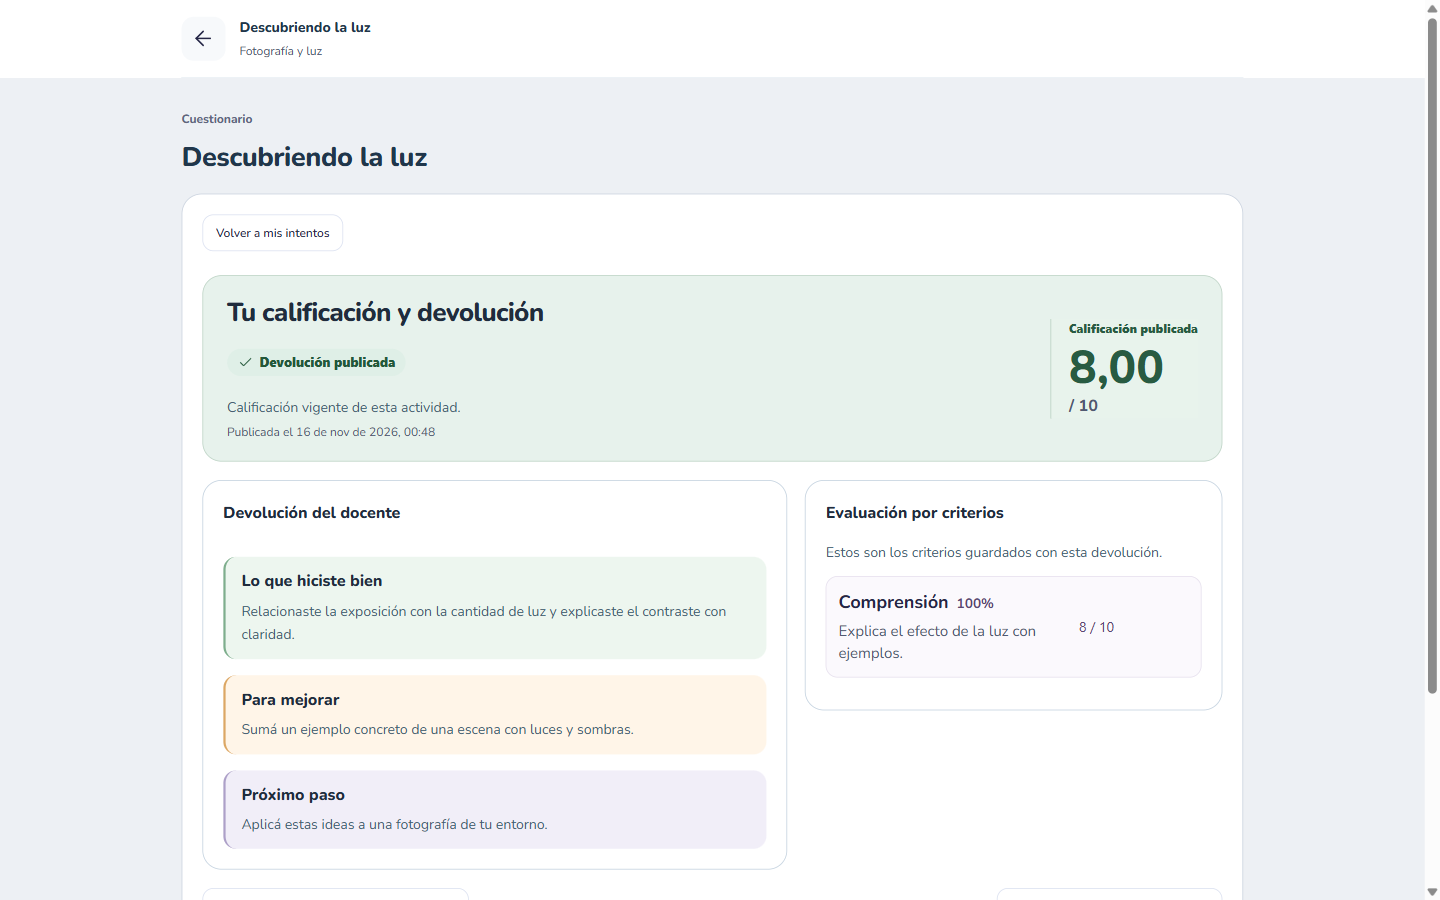 Descubriendo la luz
Fotografía y luz
Cuestionario
Descubriendo la luz
Volver a mis intentos
Tu calificación y devolución
Devolución publicada
Calificación vigente de esta actividad.
Publicada el 16 de nov de 2026, 00:48
Calificación publicada
8,00
/ 10
Devolución del docente
Lo que hiciste bien
Relacionaste la exposición con la cantidad de luz y explicaste el contraste con
claridad.
Para mejorar
Sumá un ejemplo concreto de una escena con luces y sombras.
Próximo paso
Aplicá estas ideas a una fotografía de tu entorno.
Evaluación por criterios
Estos son los criterios guardados con esta devolución.
Comprensión 100%
Explica el efecto de la luz con
ejemplos.
8 / 10